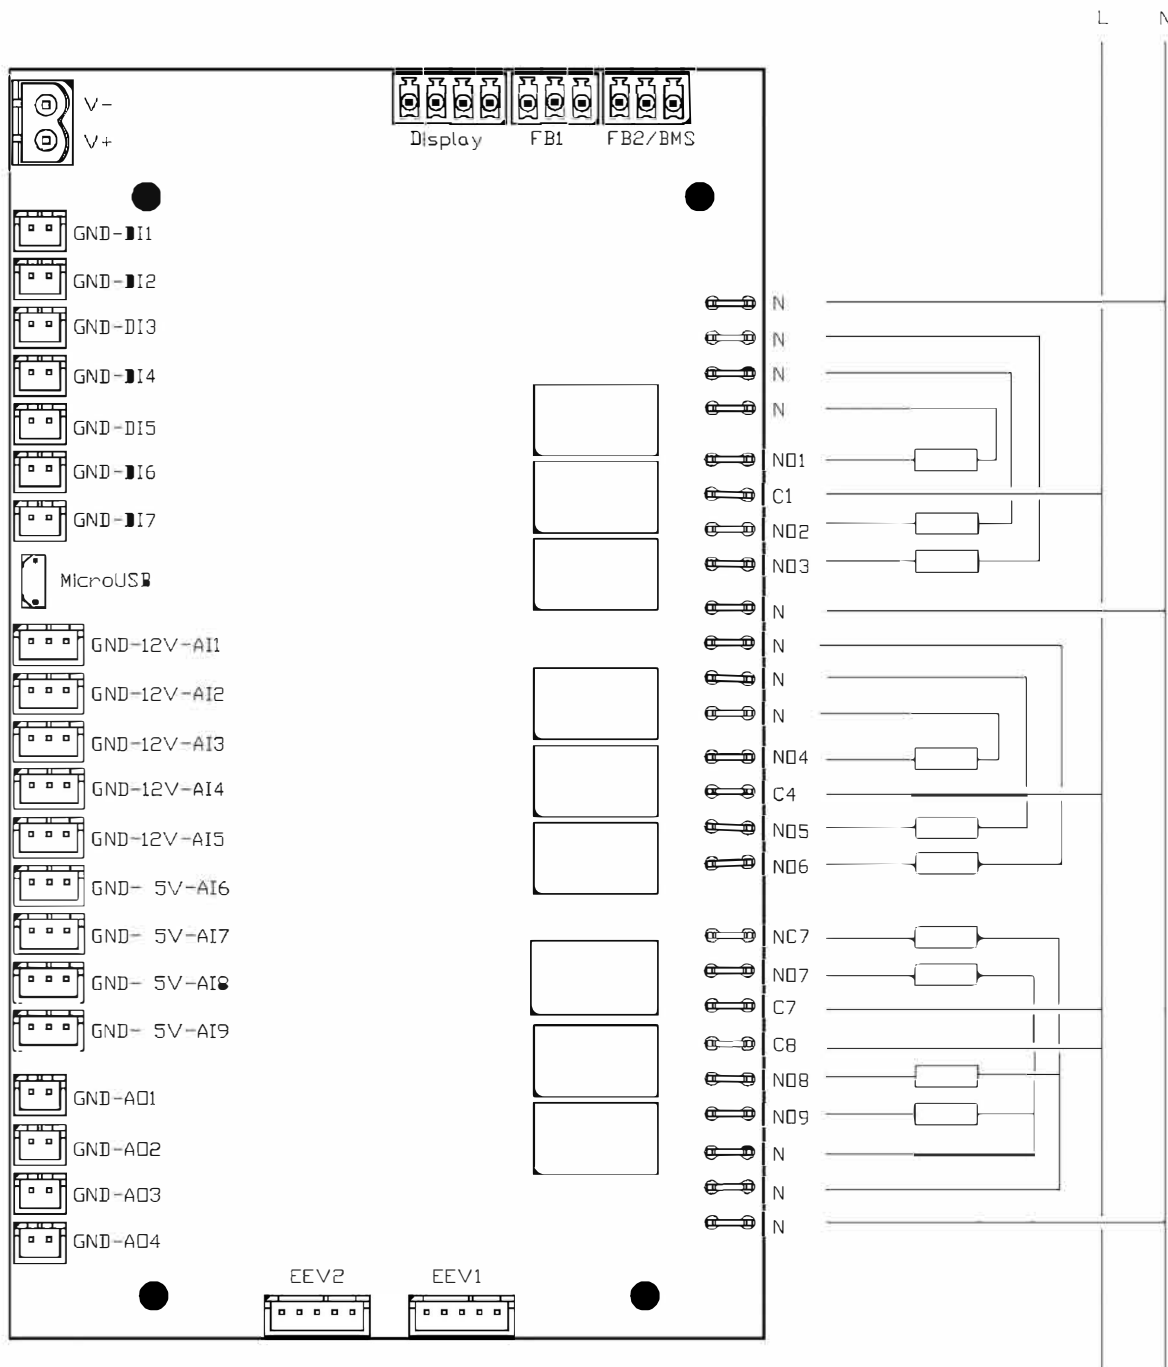 L N
V-
V+
Display FB1 FB2/BMS
GND-DI1
GND-DI2
GND-DI3
GND-DI4
GND-DI5
GND-DI6
GND-DI7
MicroUSB
GND-12V-AI1
GND-12V-AI2
GND-12V-AI3
GND-12V-AI4
GND-12V-AI5
GND- 5V-AI6
GND- 5V-AI7
GND- 5V-AI8
GND- 5V-AI9
GND-AO1
GND-AO2
GND-AO3
GND-AO4
EEV2 EEV1
N
N
N
N
NO1
C1
NO2
NO3
N
N
N
N
NO4
C4
NO5
NO6
NC7
NO7
C7
C8
NO8
NO9
N
N
N